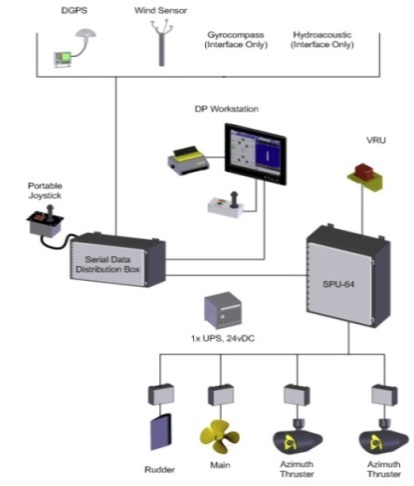 DGPS
Wind Sensor
Gyrocompass
(Interface Only)
Hydroacoustic
(Interface Only)
DP Workstation
VRU
Portable
Joystick
Serial Data
Distribution Box
SPU-64
1x UPS, 24vDC
Rudder
Main
Azimuth
Thruster
Azimuth
Thruster